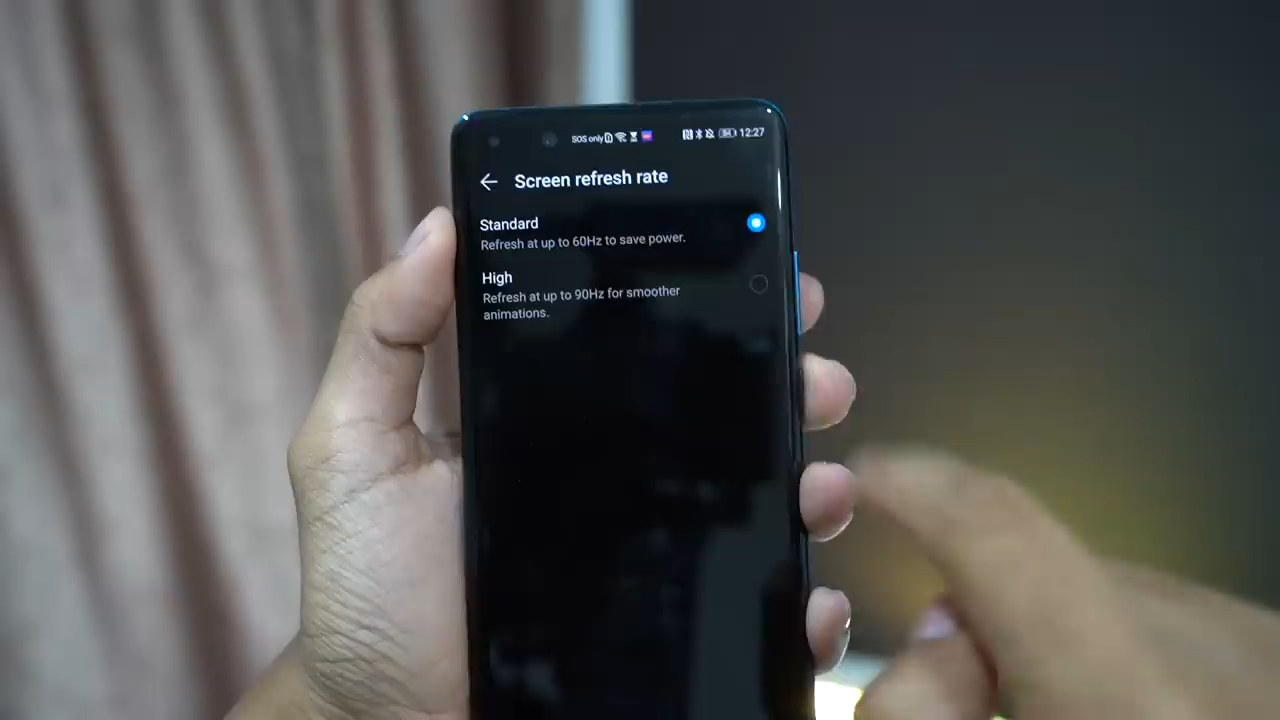 SOS only 12:27
Screen refresh rate
Standard
Refresh at up to 60Hz to save power.
High
Refresh at up to 90Hz for smoother
animations.